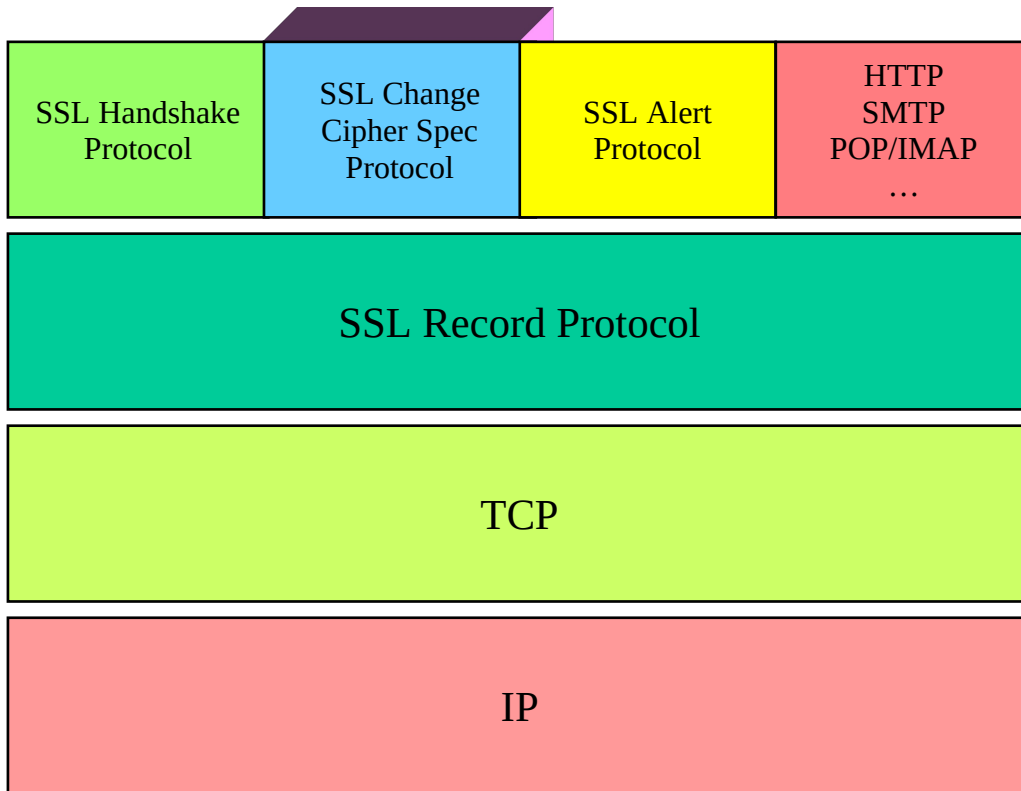 SSL Handshake
Protocol
SSL Change
Cipher Spec
Protocol
SSL Alert
Protocol
HTTP
SMTP
POP/IMAP
…
SSL Record Protocol
TCP
IP